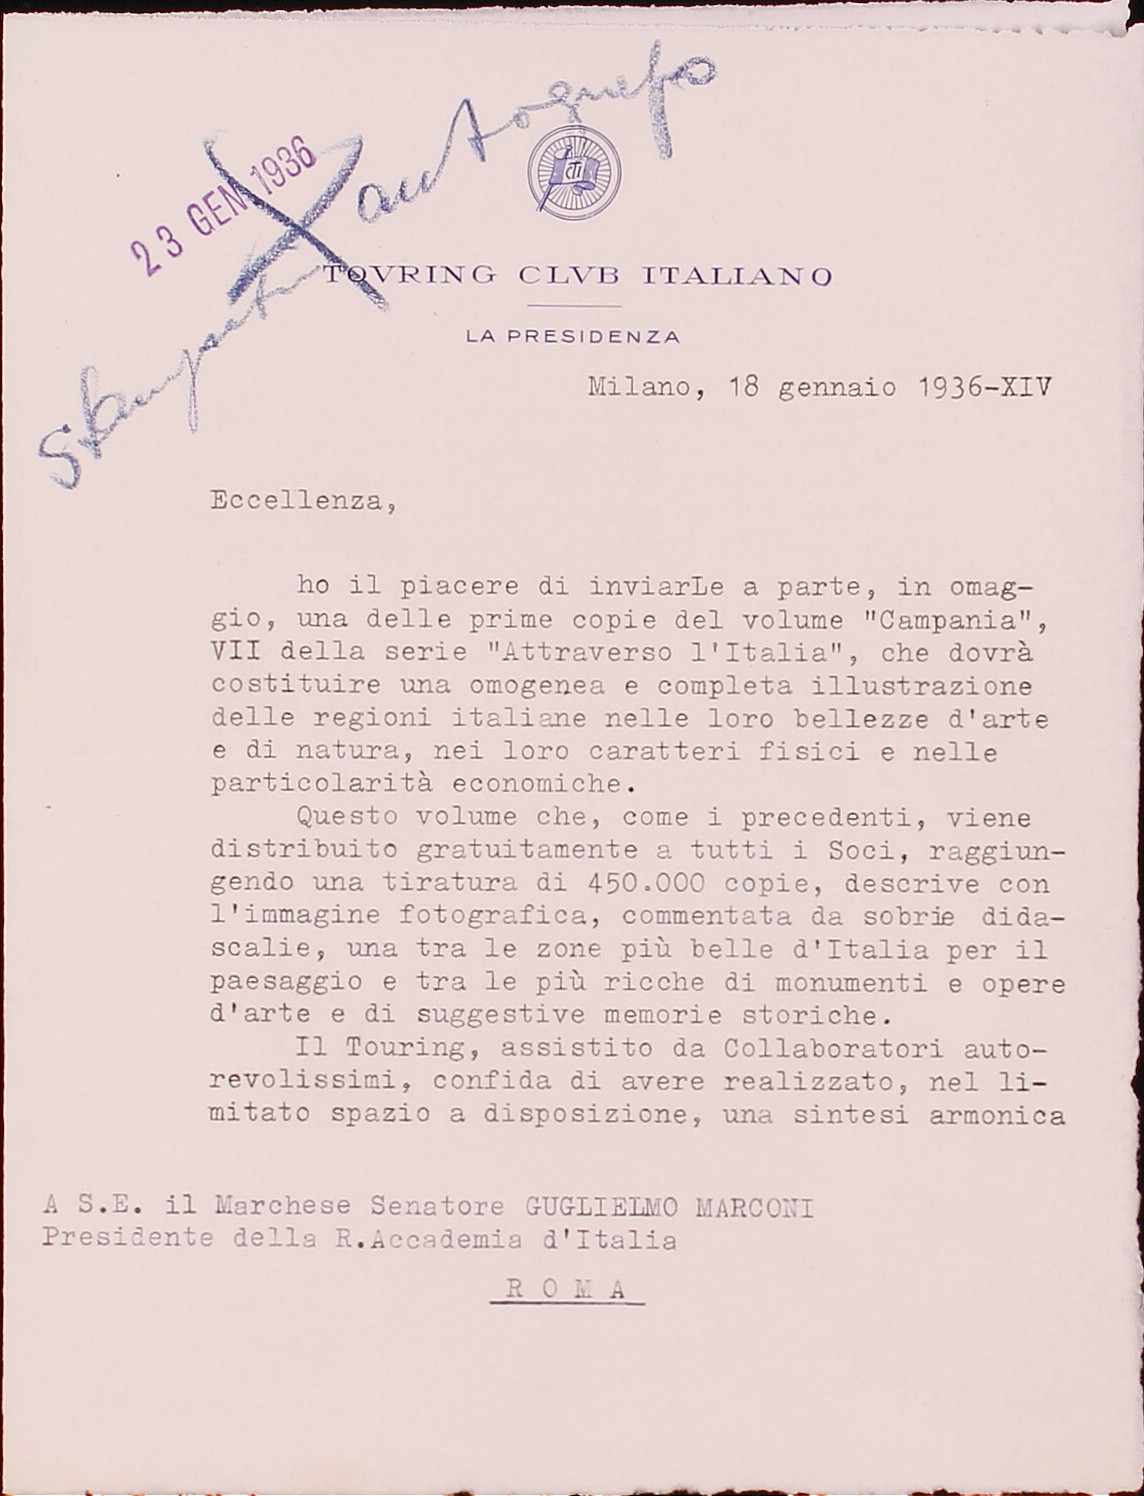 autografo
23 GEN 1936
Stampati
CTI
TOVRING CLVB ITALIANO
LA PRESIDENZA
Milano, 18 gennaio 1936-XIV
Eccellenza,
ho il piacere di inviarLe a parte, in omag-
gio, una delle prime copie del volume "Campania",
VII della serie "Attraverso l'Italia", che dovrà
costituire una omogenea e completa illustrazione
delle regioni italiane nelle loro bellezze d'arte
e di natura, nei loro caratteri fisici e nelle
particolarità economiche.
Questo volume che, come i precedenti, viene
distribuito gratuitamente a tutti i Soci, raggiun-
gendo una tiratura di 450.000 copie, descrive con
l'immagine fotografica, commentata da sobrie dida-
scalie, una tra le zone più belle d'Italia per il
paesaggio e tra le più ricche di monumenti e opere
d'arte e di suggestive memorie storiche.
Il Touring, assistito da Collaboratori auto-
revolissimi, confida di avere realizzato, nel li-
mitato spazio a disposizione, una sintesi armonica
A S.E. il Marchese Senatore GUGLIELMO MARCONI
Presidente della R.Accademia d'Italia
R O M A